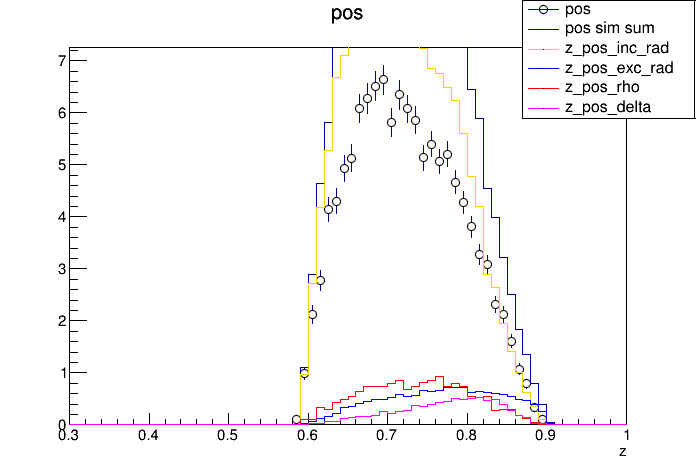 pos
pos
pos sim sum
z_pos_inc_rad
z_pos_exc_rad
z_pos_rho
z_pos_delta
7
6
5
4
3
2
1
0
0.3 0.4 0.5 0.6 0.7 0.8 0.9 1
z